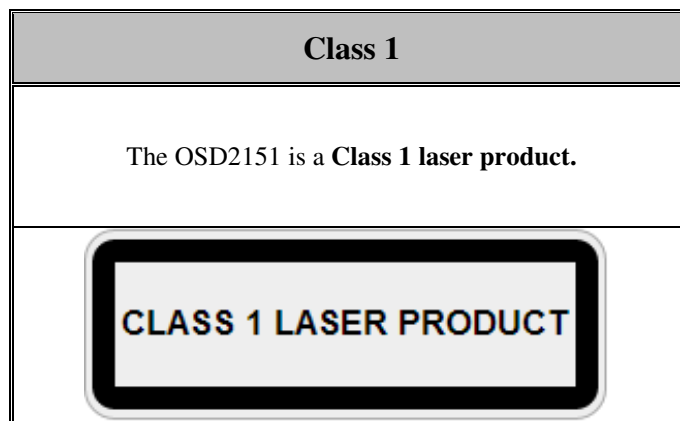 Class 1
The OSD2151 is a Class 1 laser product.
CLASS 1 LASER PRODUCT